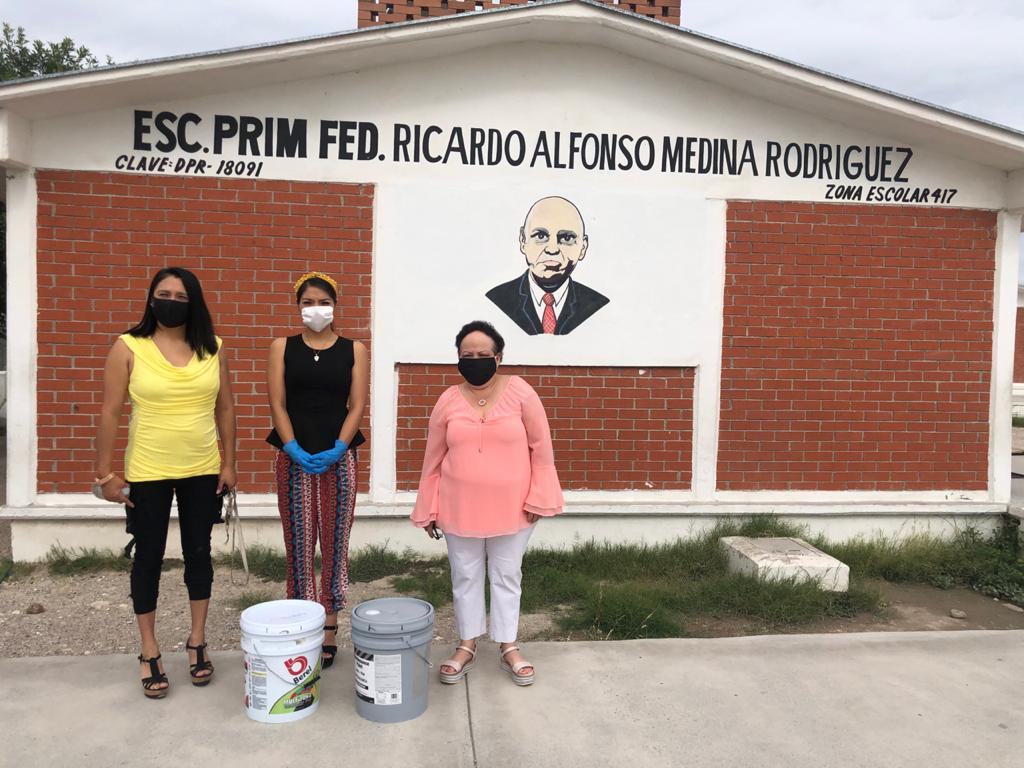 ESC. PRIM FED. RICARDO ALFONSO MEDINA RODRIGUEZ
CLAVE: DPR- 18091
ZONA ESCOLAR 417
Berel